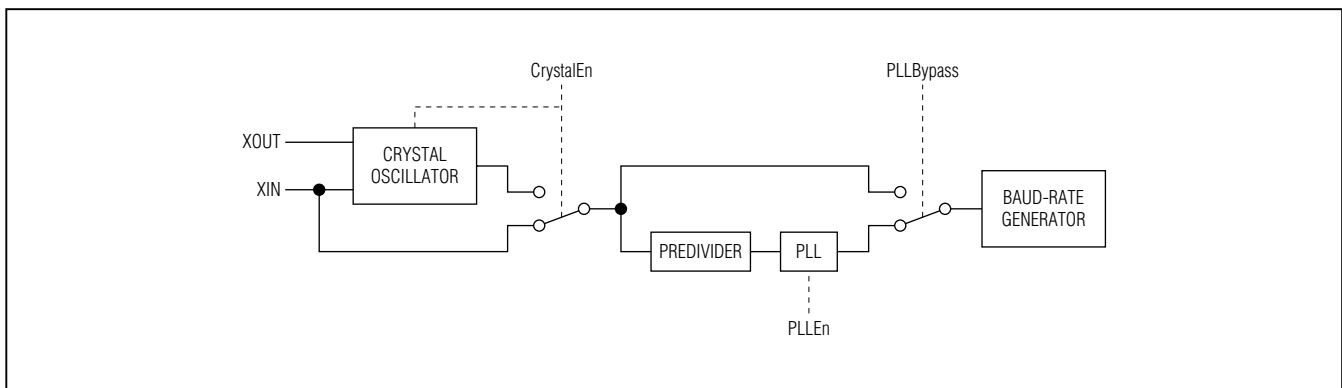 CrystalEn
PLLBypass
XOUT
XIN
CRYSTAL
OSCILLATOR
BAUD-RATE
GENERATOR
PREDIVIDER
PLL
PLLEn